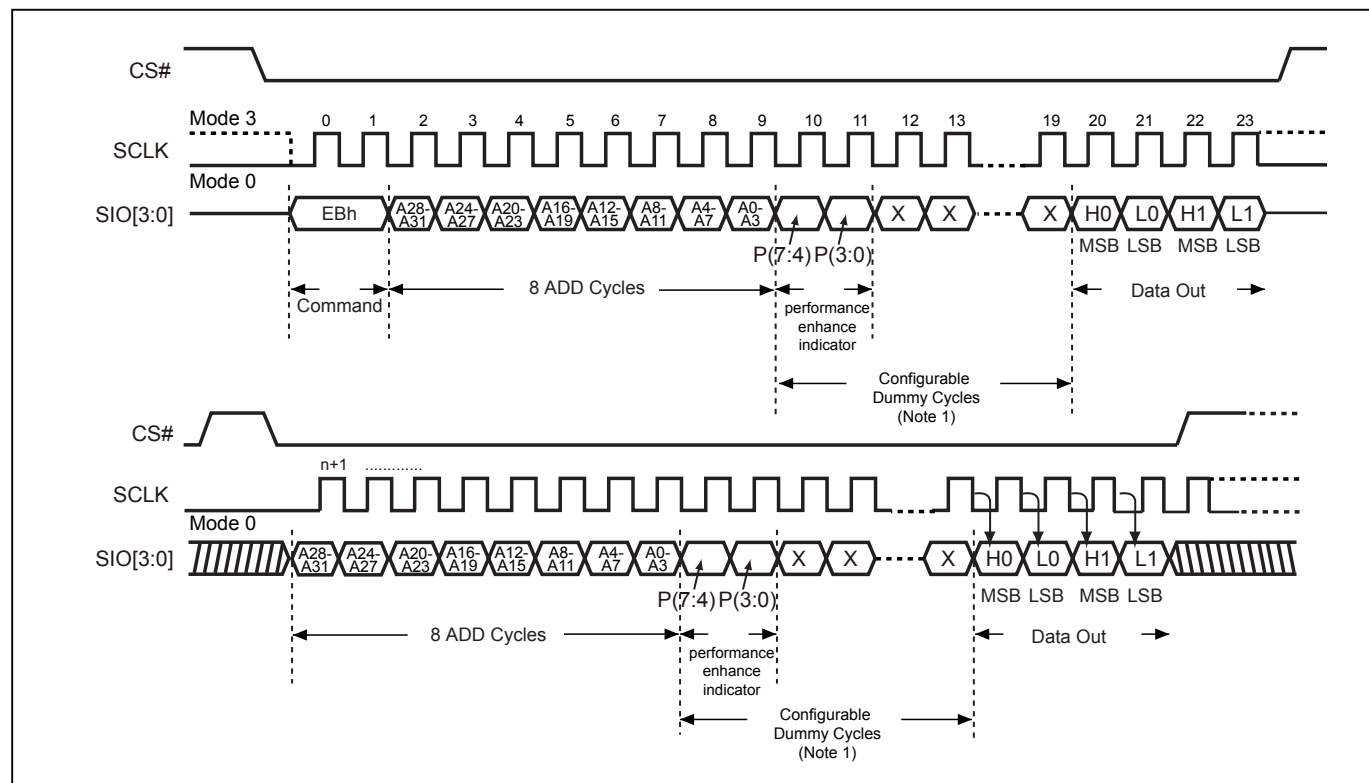 CS#
Mode 3
0 1 2 3 4 5 6 7 8 9 10 11 12 13 19 20 21 22 23
SCLK
Mode 0
SIO[3:0]
EBh
A28-
A31
A24-
A27
A20-
A23
A16-
A19
A12-
A15
A8-
A11
A4-
A7
A0-
A3
X X X H0 L0 H1 L1
MSB LSB MSB LSB
P(7:4) P(3:0)
Command
8 ADD Cycles
performance
enhance
indicator
Data Out
Configurable
Dummy Cycles
(Note 1)
CS#
n+1 .............
SCLK
Mode 0
SIO[3:0]
A28-
A31
A24-
A27
A20-
A23
A16-
A19
A12-
A15
A8-
A11
A4-
A7
A0-
A3
X X X H0 L0 H1 L1
P(7:4) P(3:0)
MSB LSB MSB LSB
8 ADD Cycles
performance
enhance
indicator
Data Out
Configurable
Dummy Cycles
(Note 1)